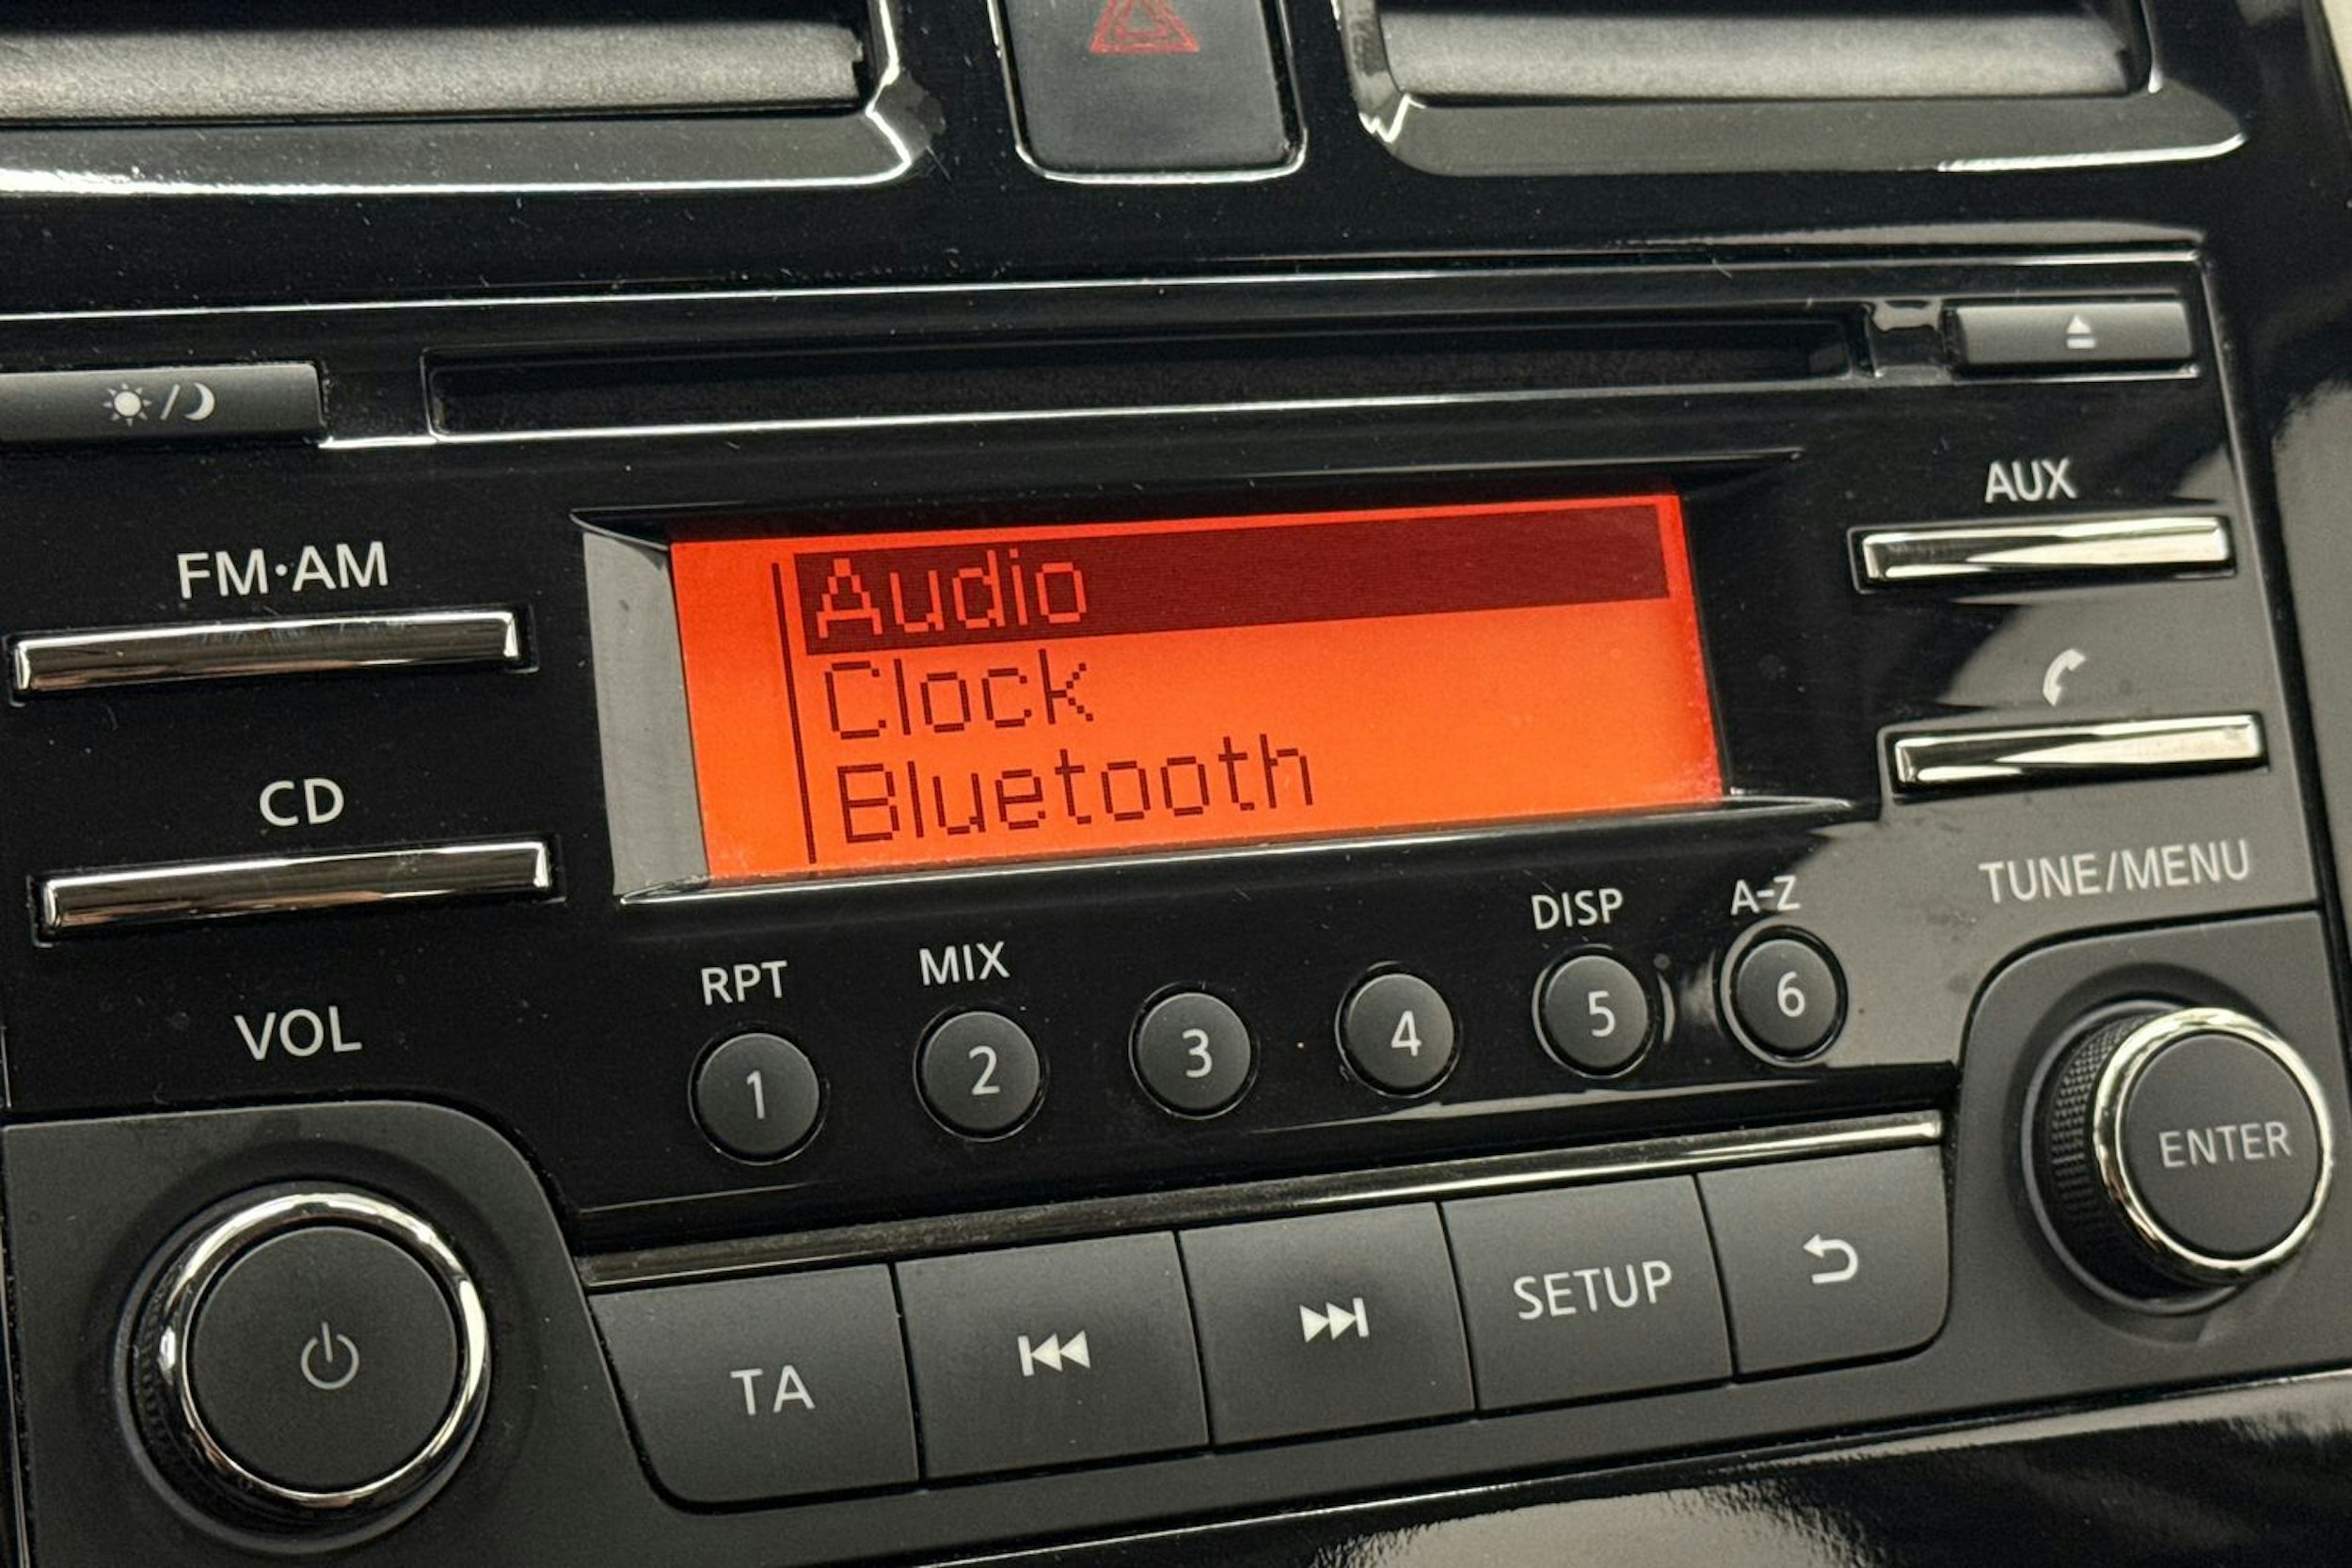 FM·AM
CD
VOL
Audio
Clock
Bluetooth
AUX
TUNE/MENU
RPT
MIX
DISP
A-Z
1
2
3
4
5
6
ENTER
TA
SETUP